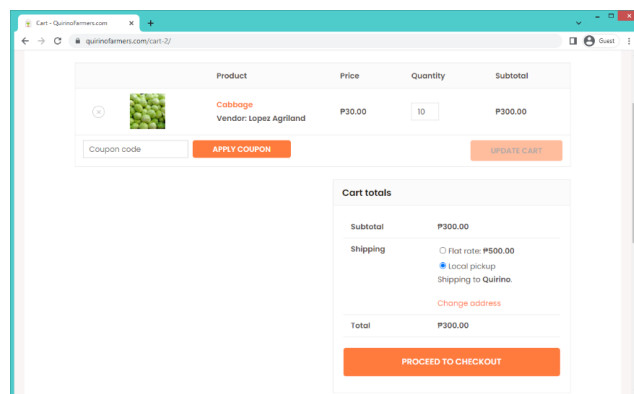 Cart - Quirinofarmers.com
quirinofarmers.com/cart-2/
Guest
Product Price Quantity Subtotal
Cabbage
Vendor: Lopez Agriland
₱30.00 10 ₱300.00
Coupon code APPLY COUPON UPDATE CART
Cart totals
Subtotal ₱300.00
Shipping Flat rate: ₱500.00
Local pickup
Shipping to Quirino.
Change address
Total ₱300.00
PROCEED TO CHECKOUT